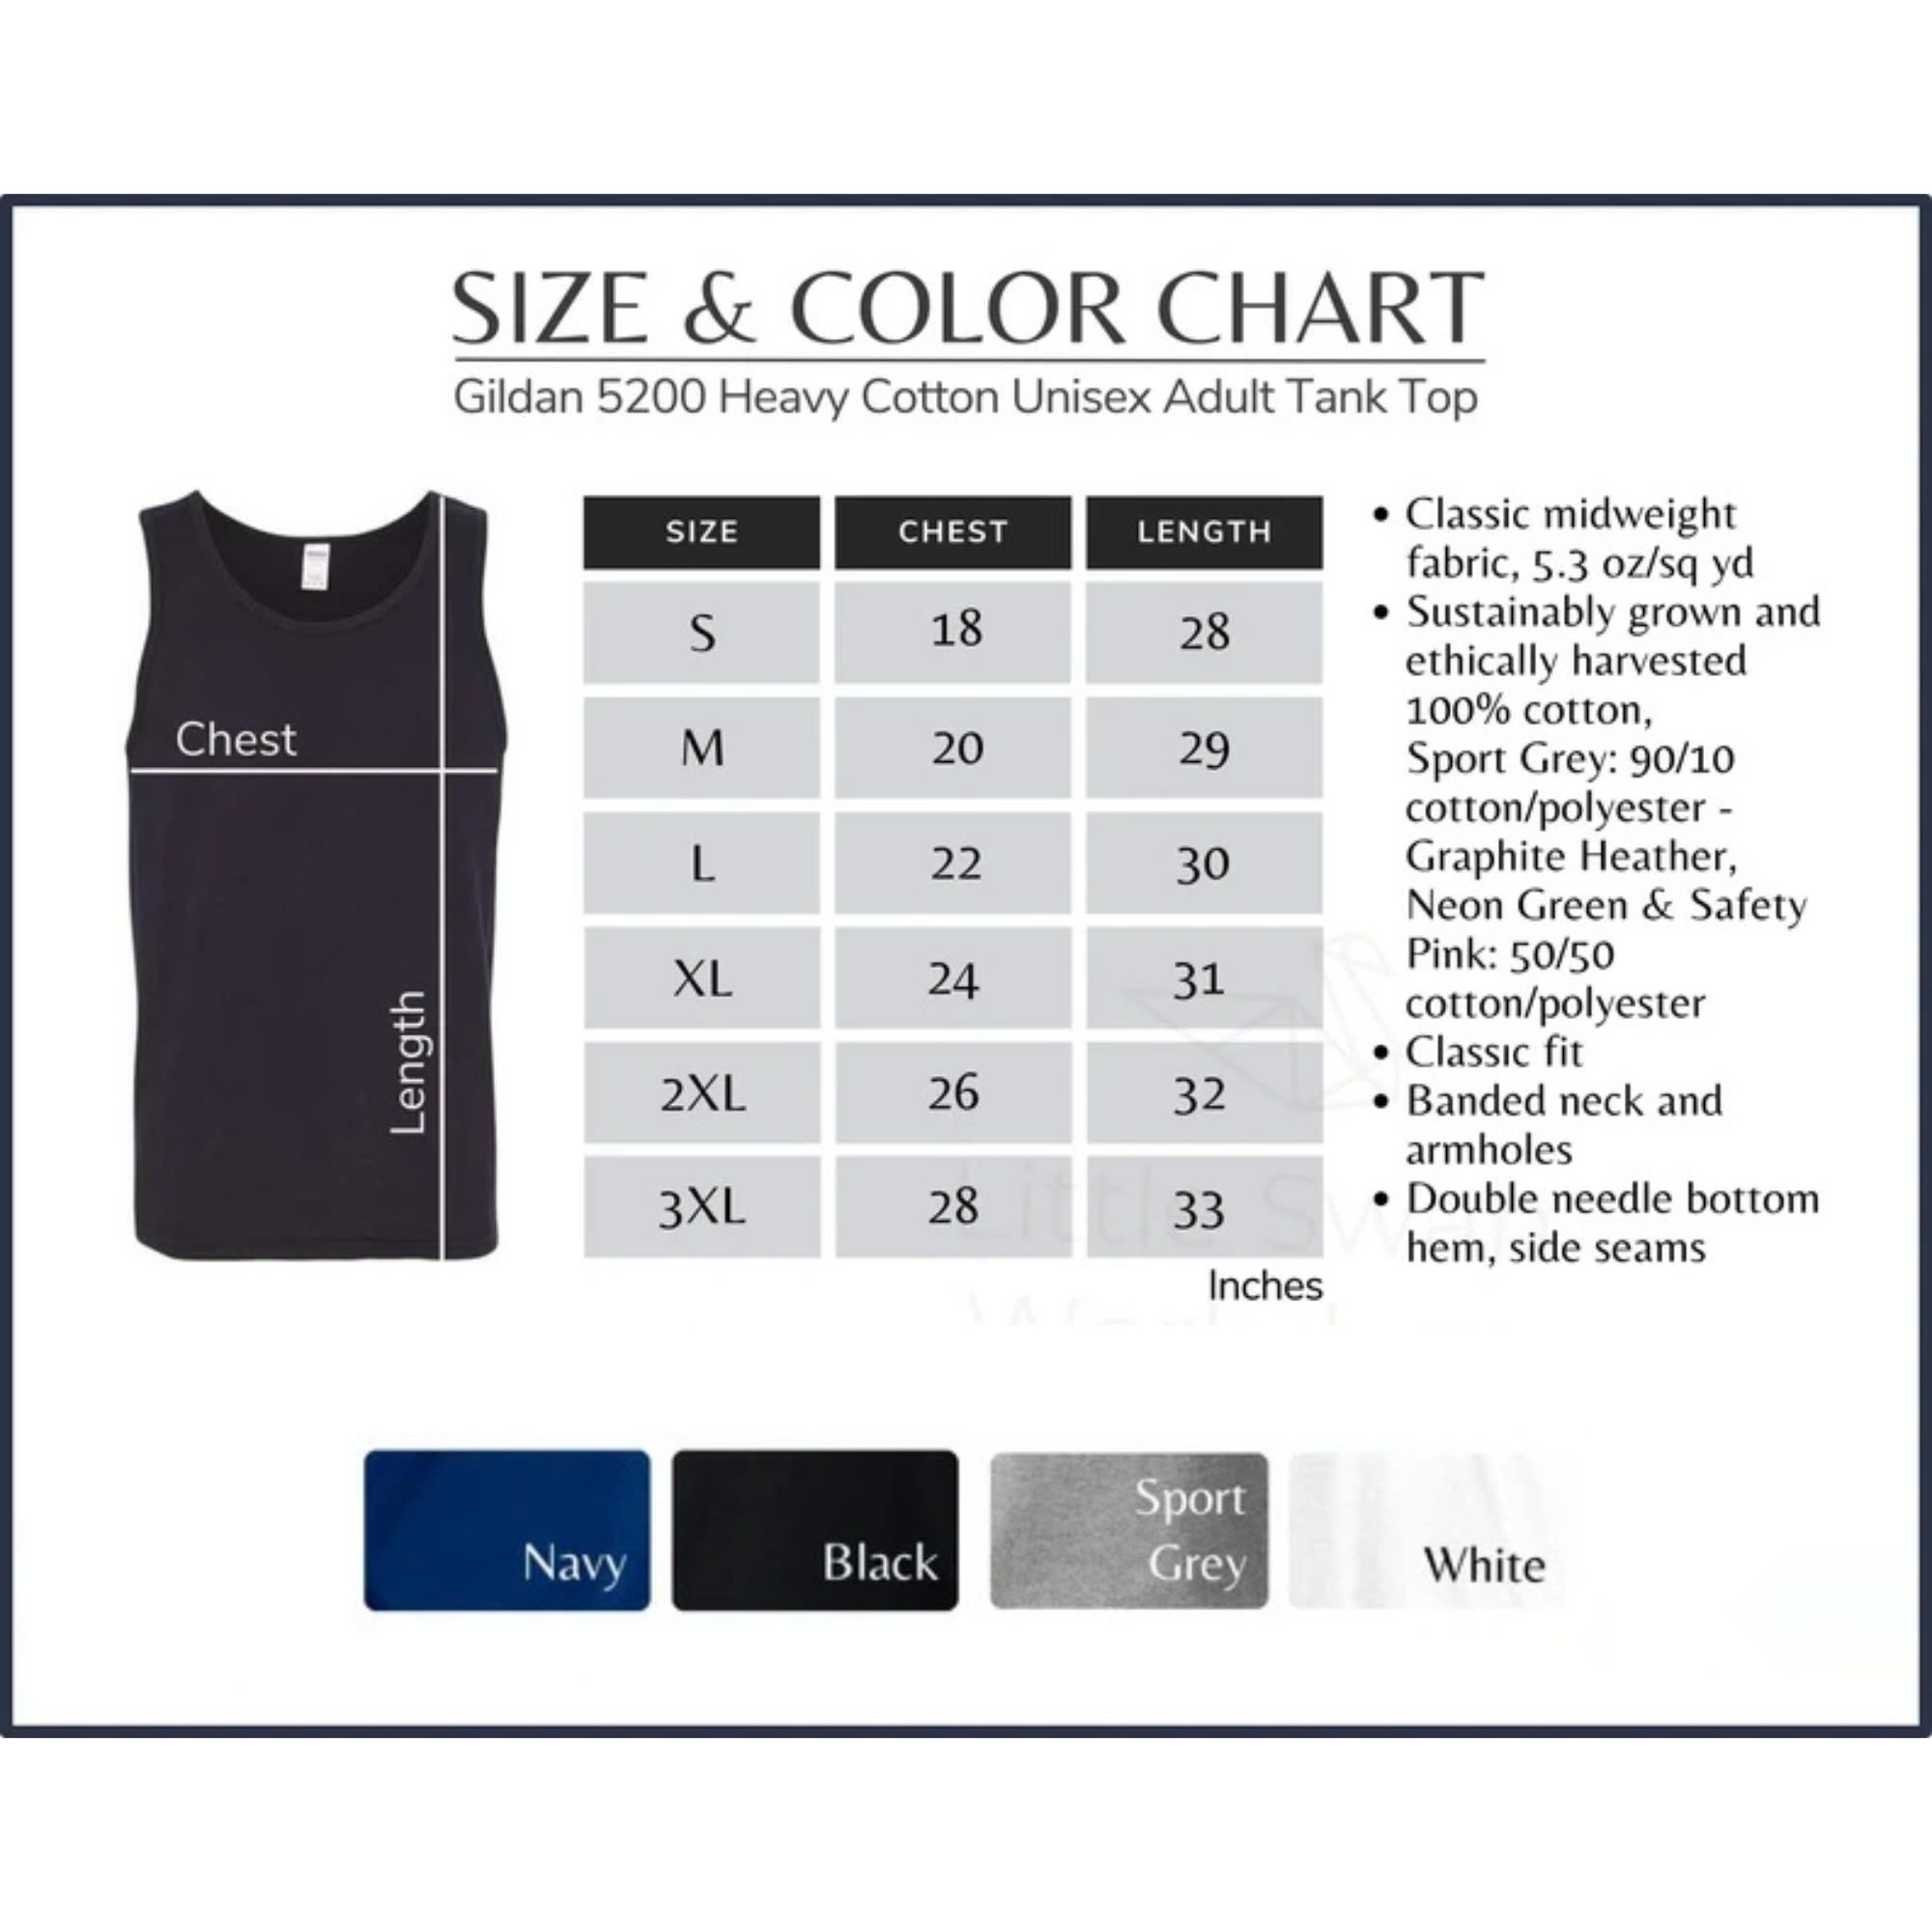 SIZE & COLOR CHART
Gildan 5200 Heavy Cotton Unisex Adult Tank Top
Chest
Length
SIZE CHEST LENGTH
S 18 28
M 20 29
L 22 30
XL 24 31
2XL 26 32
3XL 28 33
Inches
• Classic midweight
fabric, 5.3 oz/sq yd
• Sustainably grown and
ethically harvested
100% cotton,
Sport Grey: 90/10
cotton/polyester -
Graphite Heather,
Neon Green & Safety
Pink: 50/50
cotton/polyester
• Classic fit
• Banded neck and
armholes
• Double needle bottom
hem, side seams
Little Swan
Navy
Black
Sport
Grey
White